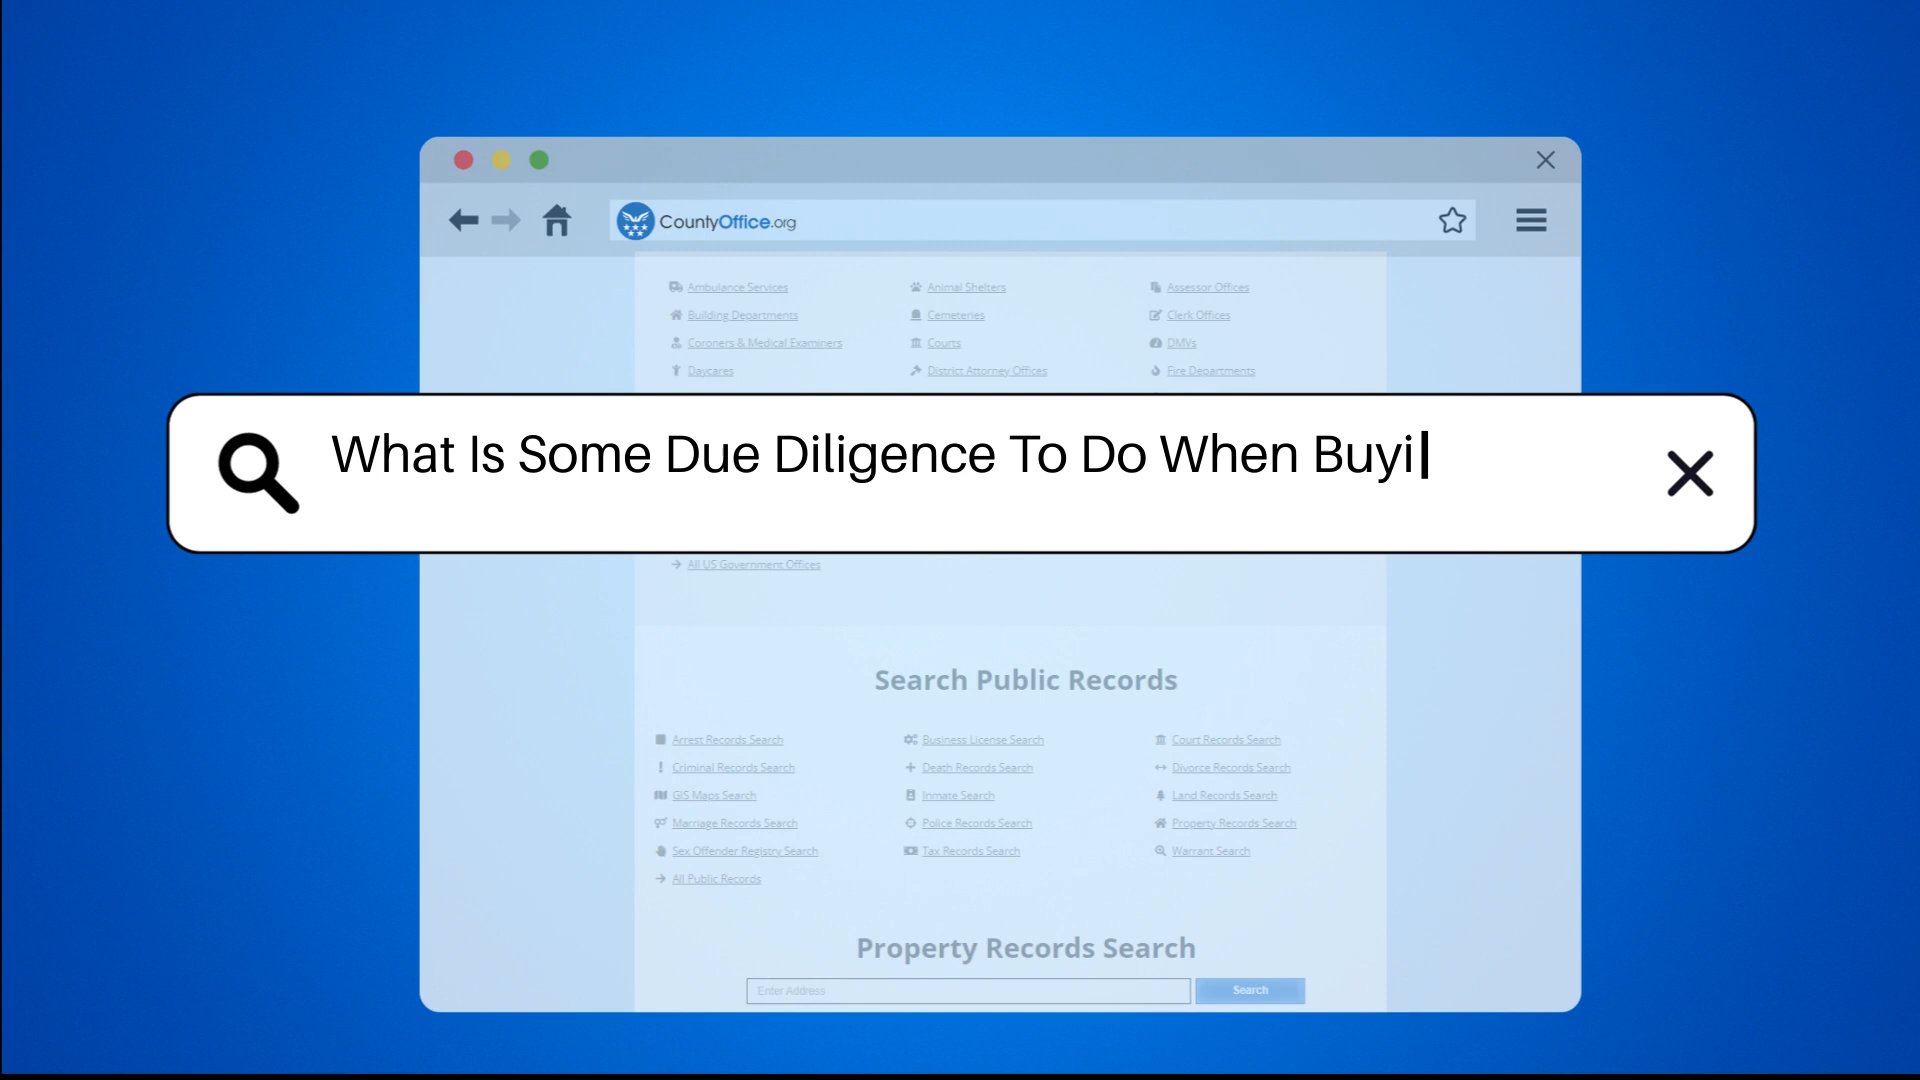 CountyOffice.org
Ambulance Services Animal Shelters Assessor Offices
Building Departments Cemeteries Clerk Offices
Coroners & Medical Examiners Courts DMVs
Daycares District Attorney Offices Fire Departments
What Is Some Due Diligence To Do When Buyi
All US Government Offices
Search Public Records
Arrest Records Search Business License Search Court Records Search
Criminal Records Search Death Records Search Divorce Records Search
GIS Maps Search Inmate Search Land Records Search
Marriage Records Search Police Records Search Property Records Search
Sex Offender Registry Search Tax Records Search Warrant Search
All Public Records
Property Records Search
Enter Address Search